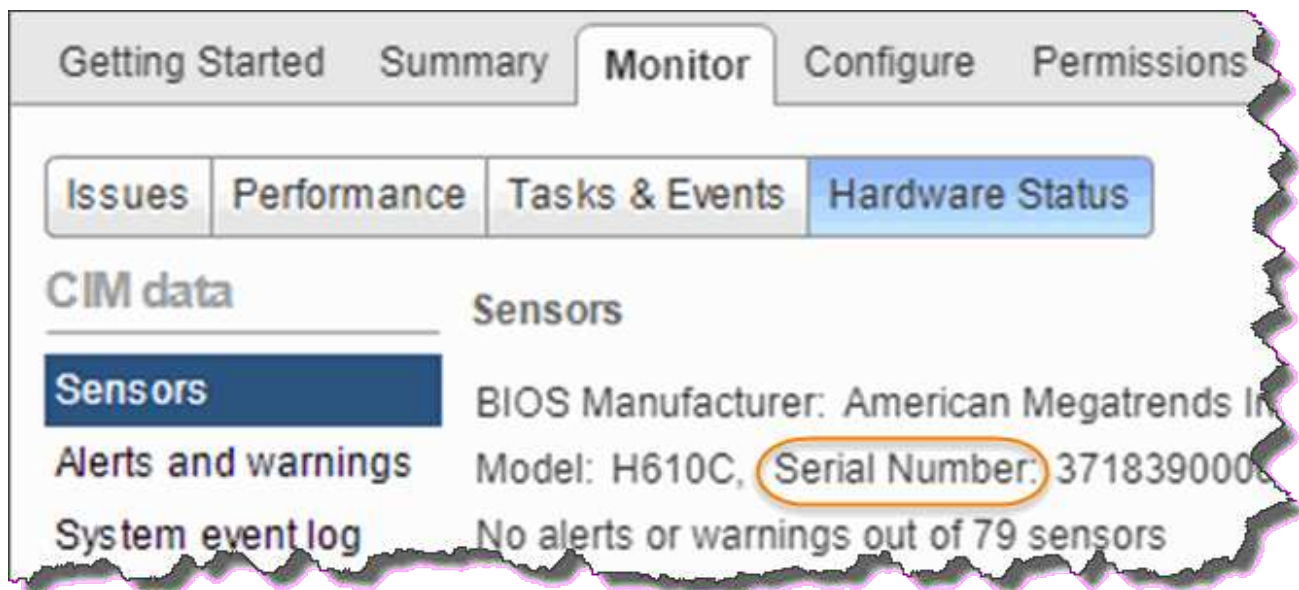 Getting Started Summary Monitor Configure Permissions
Issues Performance Tasks & Events Hardware Status
CIM data
Sensors
Sensors
Alerts and warnings
System event log
BIOS Manufacturer: American Megatrends
Model: H610C, Serial Number: 371839000
No alerts or warnings out of 79 sensors